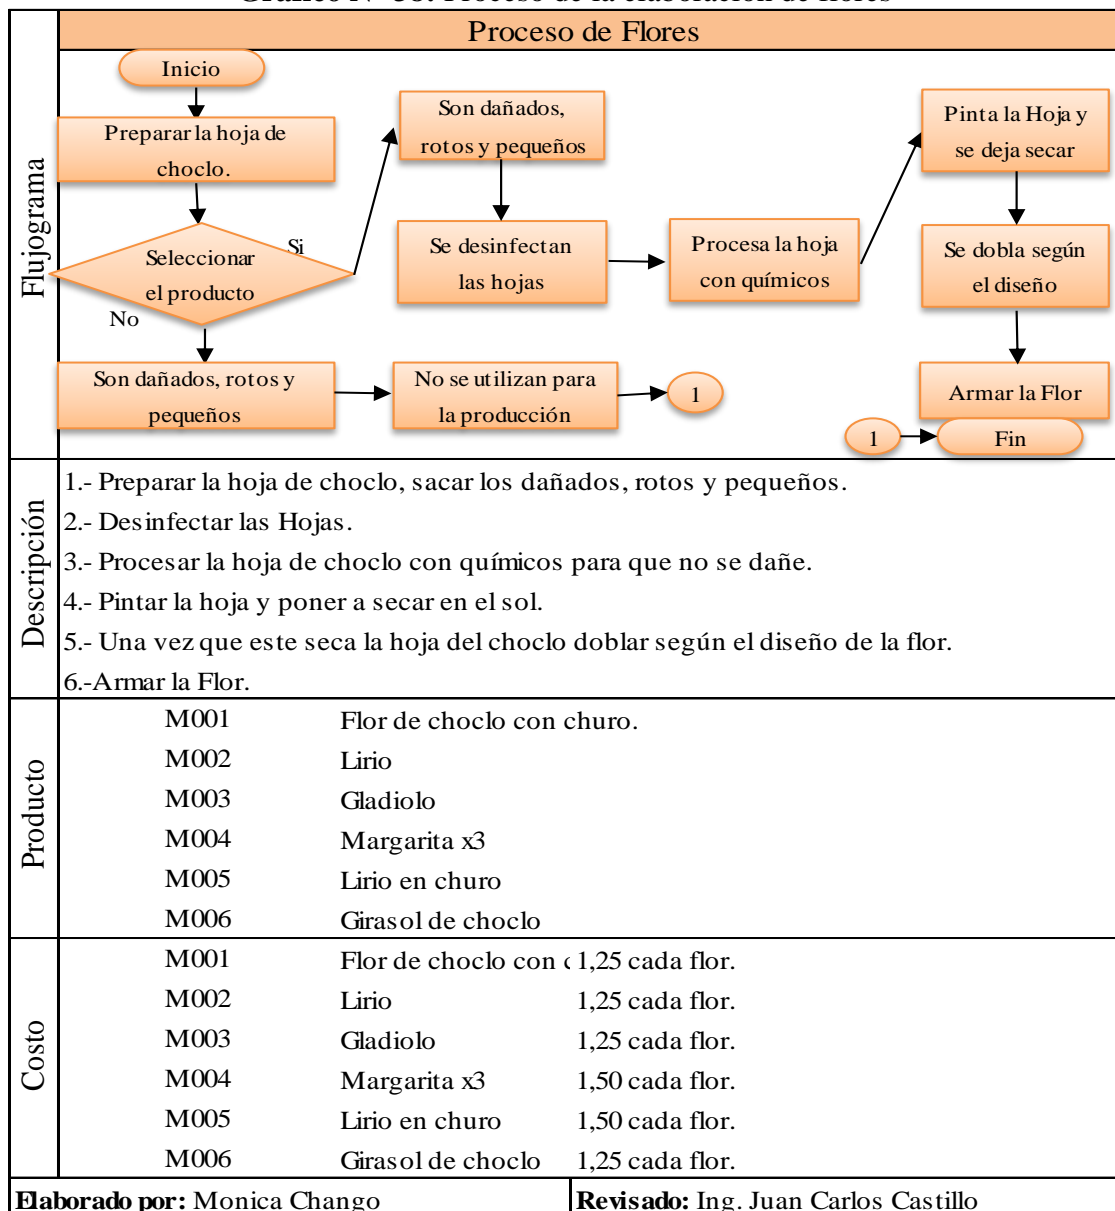 Proceso de la elaboración de flores
Proceso de Flores
Flujograma
Inicio
Preparar la hoja de
choclo.
Seleccionar
el producto
Si
No
Son dañados,
rotos y pequeños
Se desinfectan
las hojas
Procesa la hoja
con químicos
Pinta la Hoja y
se deja secar
Se dobla según
el diseño
Armar la Flor
Son dañados, rotos y
pequeños
No se utilizan para
la producción
1
1
Fin
Descripción
1.- Preparar la hoja de choclo, sacar los dañados, rotos y pequeños.
2.- Desinfectar las Hojas.
3.- Procesar la hoja de choclo con químicos para que no se dañe.
4.- Pintar la hoja y poner a secar en el sol.
5.- Una vez que este seca la hoja del choclo doblar según el diseño de la flor.
6.-Armar la Flor.
Producto
M001 Flor de choclo con churo.
M002 Lirio
M003 Gladiolo
M004 Margarita x3
M005 Lirio en churo
M006 Girasol de choclo
Costo
M001 Flor de choclo con 1,25 cada flor.
M002 Lirio 1,25 cada flor.
M003 Gladiolo 1,25 cada flor.
M004 Margarita x3 1,50 cada flor.
M005 Lirio en churo 1,50 cada flor.
M006 Girasol de choclo 1,25 cada flor.
Elaborado por: Monica Chango Revisado: Ing. Juan Carlos Castillo